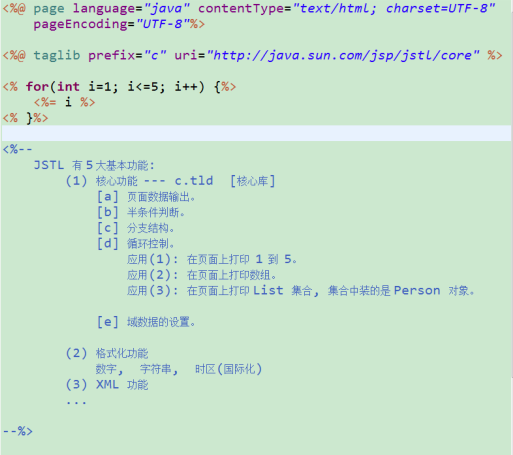 <%@ page language="java" contentType="text/html; charset=UTF-8"
pageEncoding="UTF-8"%>
<%@ taglib prefix="c" uri="http://java.sun.com/jsp/jstl/core" %>
<% for(int i=1; i<=5; i++) {%>
<%= i %>
<% }%>
<%--
JSTL 有5大基本功能:
(1) 核心功能 --- c.tld [核心库]
[a] 页面数据输出。
[b] 半条件判断。
[c] 分支结构。
[d] 循环控制。
应用(1): 在页面上打印 1 到 5。
应用(2): 在页面上打印数组。
应用(3): 在页面上打印 List 集合, 集合中装的是 Person 对象。
[e] 域数据的设置。
(2) 格式化功能
数字, 字符串, 时区(国际化)
(3) XML 功能
...
--%>